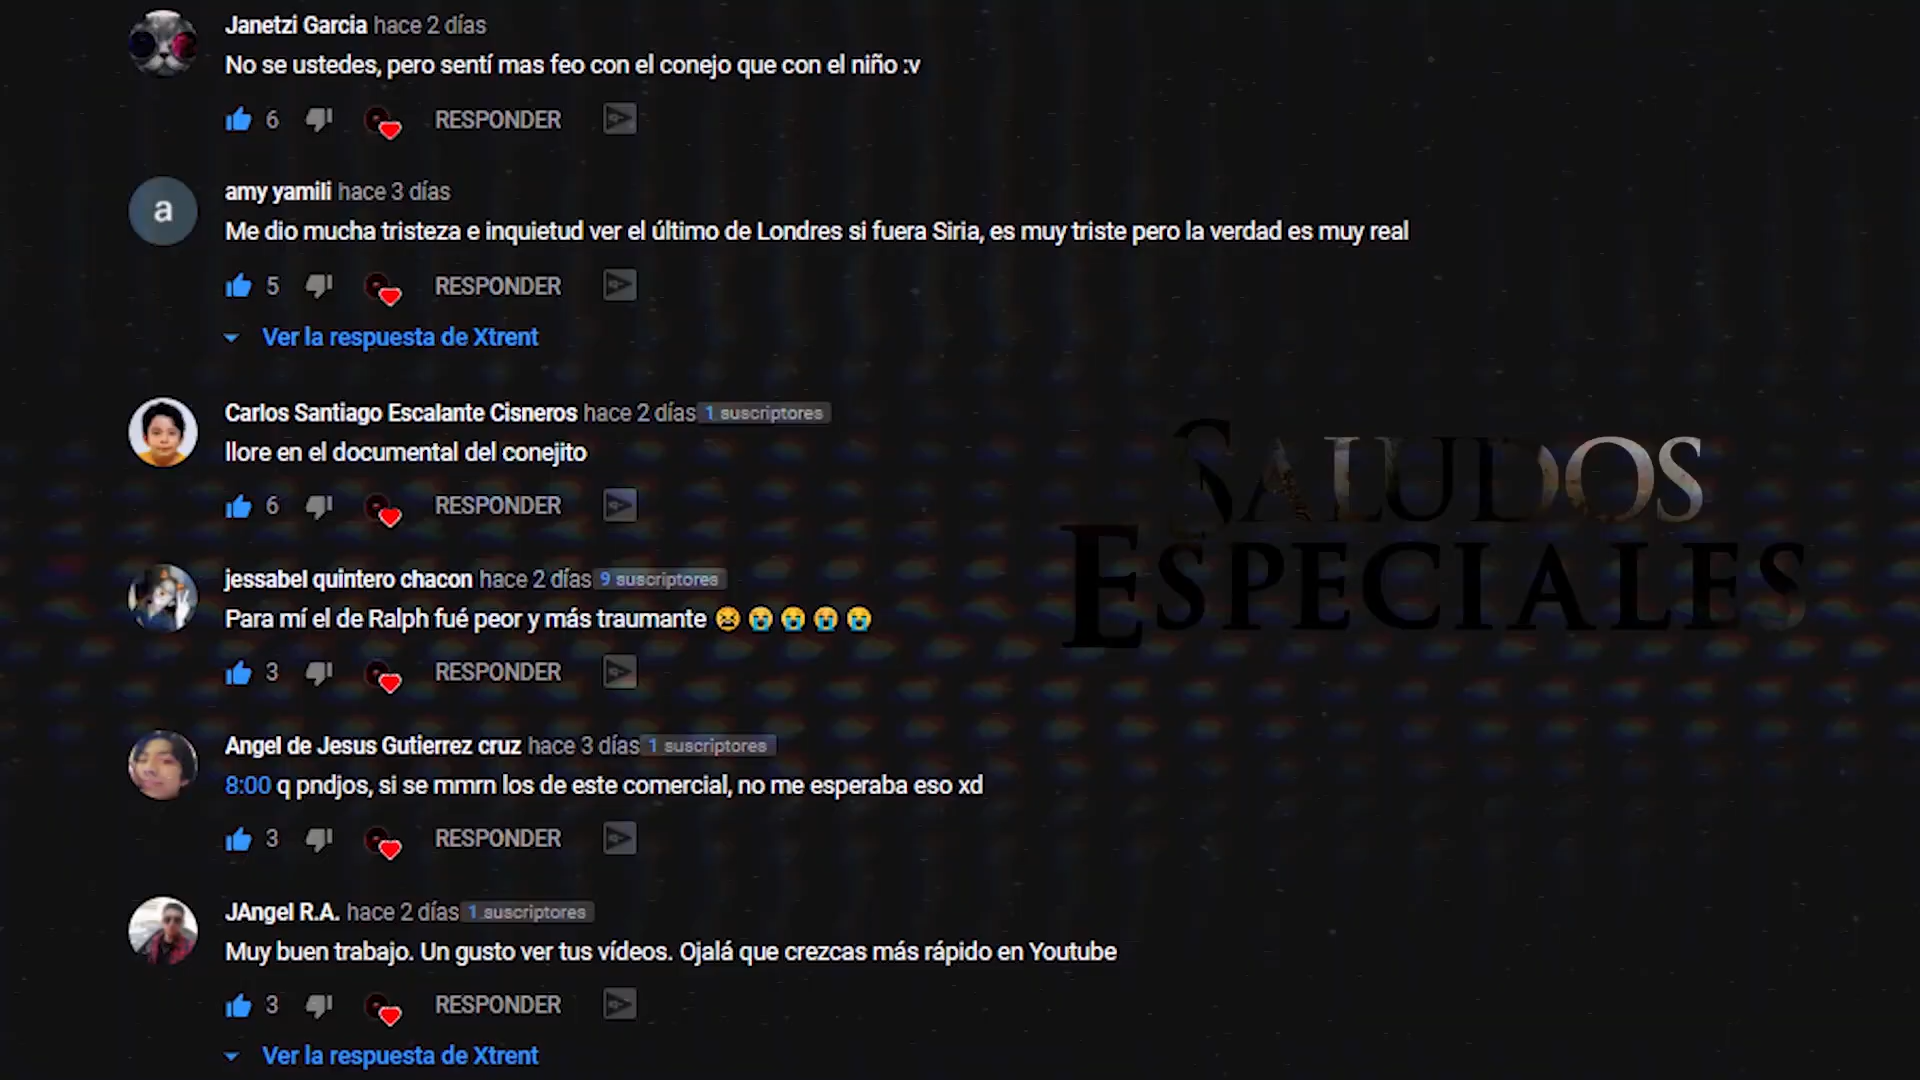 Janetzi Garcia hace 2 días
No se ustedes, pero sentí mas feo con el conejo que con el niño :v
6 RESPONDER
a
amy yamili hace 3 días
Me dio mucha tristeza e inquietud ver el último de Londres si fuera Siria, es muy triste pero la verdad es muy real
5 RESPONDER
Ver la respuesta de Xtrent
Carlos Santiago Escalante Cisneros hace 2 días 1 suscriptores
llore en el documental del conejito
6 RESPONDER
jessabel quintero chacon hace 2 días 9 suscriptores
Para mí el de Ralph fué peor y más traumante 😫😭😭😭😭
3 RESPONDER
Angel de Jesus Gutierrez cruz hace 3 días 1 suscriptores
8:00 q pndjos, si se mmrn los de este comercial, no me esperaba eso xd
3 RESPONDER
JAngel R.A. hace 2 días 1 suscriptores
Muy buen trabajo. Un gusto ver tus vídeos. Ojalá que crezcas más rápido en Youtube
3 RESPONDER
Ver la respuesta de Xtrent
SALUDOS
ESPECIALES